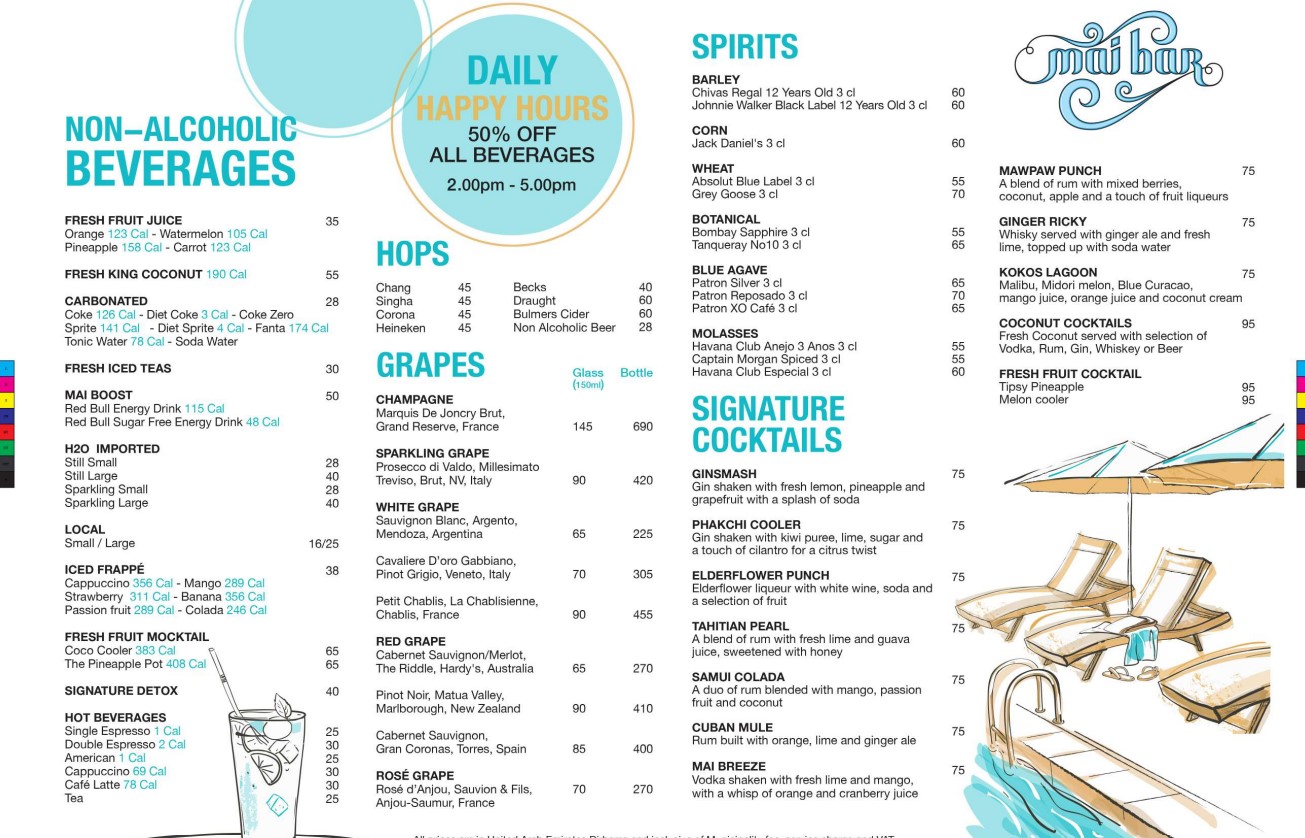 NON–ALCOHOLIC
BEVERAGES
FRESH FRUIT JUICE 35
Orange 123 Cal - Watermelon 105 Cal
Pineapple 158 Cal - Carrot 123 Cal
FRESH KING COCONUT 190 Cal 55
CARBONATED 28
Coke 126 Cal - Diet Coke 3 Cal - Coke Zero
Sprite 141 Cal - Diet Sprite 4 Cal - Fanta 174 Cal
Tonic Water 78 Cal - Soda Water
FRESH ICED TEAS 30
MAI BOOST 50
Red Bull Energy Drink 115 Cal
Red Bull Sugar Free Energy Drink 48 Cal
H2O IMPORTED
Still Small 28
Still Large 40
Sparkling Small 28
Sparkling Large 40
LOCAL
Small / Large 16/25
ICED FRAPPÉ 38
Cappuccino 356 Cal - Mango 289 Cal
Strawberry 311 Cal - Banana 356 Cal
Passion fruit 289 Cal - Colada 246 Cal
FRESH FRUIT MOCKTAIL
Coco Cooler 383 Cal 65
The Pineapple Pot 408 Cal 65
SIGNATURE DETOX 40
HOT BEVERAGES
Single Espresso 1 Cal 25
Double Espresso 2 Cal 30
American 1 Cal 25
Cappuccino 69 Cal 30
Café Latte 78 Cal 30
Tea 25
DAILY
HAPPY HOURS
50% OFF
ALL BEVERAGES
2.00pm - 5.00pm
HOPS
Chang 45 Becks 40
Singha 45 Draught 60
Corona 45 Bulmers Cider 60
Heineken 45 Non Alcoholic Beer 28
GRAPES
Glass Bottle
(150ml)
CHAMPAGNE
Marquis De Joncry Brut,
Grand Reserve, France 145 690
SPARKLING GRAPE
Prosecco di Valdo, Millesimato
Treviso, Brut, NV, Italy 90 420
WHITE GRAPE
Sauvignon Blanc, Argento,
Mendoza, Argentina 65 225
Cavaliere D'oro Gabbiano,
Pinot Grigio, Veneto, Italy 70 305
Petit Chablis, La Chablisienne,
Chablis, France 90 455
RED GRAPE
Cabernet Sauvignon/Merlot,
The Riddle, Hardy's, Australia 65 270
Pinot Noir, Matua Valley,
Marlborough, New Zealand 90 410
Cabernet Sauvignon,
Gran Coronas, Torres, Spain 85 400
ROSÉ GRAPE
Rosé d'Anjou, Sauvion & Fils, 70 270
Anjou-Saumur, France
SPIRITS
BARLEY
Chivas Regal 12 Years Old 3 cl 60
Johnnie Walker Black Label 12 Years Old 3 cl 60
CORN
Jack Daniel's 3 cl 60
WHEAT
Absolut Blue Label 3 cl 55
Grey Goose 3 cl 70
BOTANICAL
Bombay Sapphire 3 cl 55
Tanqueray No10 3 cl 65
BLUE AGAVE
Patron Silver 3 cl 65
Patron Reposado 3 cl 70
Patron XO Café 3 cl 65
MOLASSES
Havana Club Anejo 3 Anos 3 cl 55
Captain Morgan Spiced 3 cl 55
Havana Club Especial 3 cl 60
SIGNATURE
COCKTAILS
GINSMASH 75
Gin shaken with fresh lemon, pineapple and
grapefruit with a splash of soda
PHAKCHI COOLER 75
Gin shaken with kiwi puree, lime, sugar and
a touch of cilantro for a citrus twist
ELDERFLOWER PUNCH 75
Elderflower liqueur with white wine, soda and
a selection of fruit
TAHITIAN PEARL 75
A blend of rum with fresh lime and guava
juice, sweetened with honey
SAMUI COLADA 75
A duo of rum blended with mango, passion
fruit and coconut
CUBAN MULE 75
Rum built with orange, lime and ginger ale
MAI BREEZE 75
Vodka shaken with fresh lime and mango,
with a whisp of orange and cranberry juice
mai bar
MAWPAW PUNCH 75
A blend of rum with mixed berries,
coconut, apple and a touch of fruit liqueurs
GINGER RICKY 75
Whisky served with ginger ale and fresh
lime, topped up with soda water
KOKOS LAGOON 75
Malibu, Midori melon, Blue Curacao,
mango juice, orange juice and coconut cream
COCONUT COCKTAILS 95
Fresh Coconut served with selection of
Vodka, Rum, Gin, Whiskey or Beer
FRESH FRUIT COCKTAIL
Tipsy Pineapple 95
Melon cooler 95